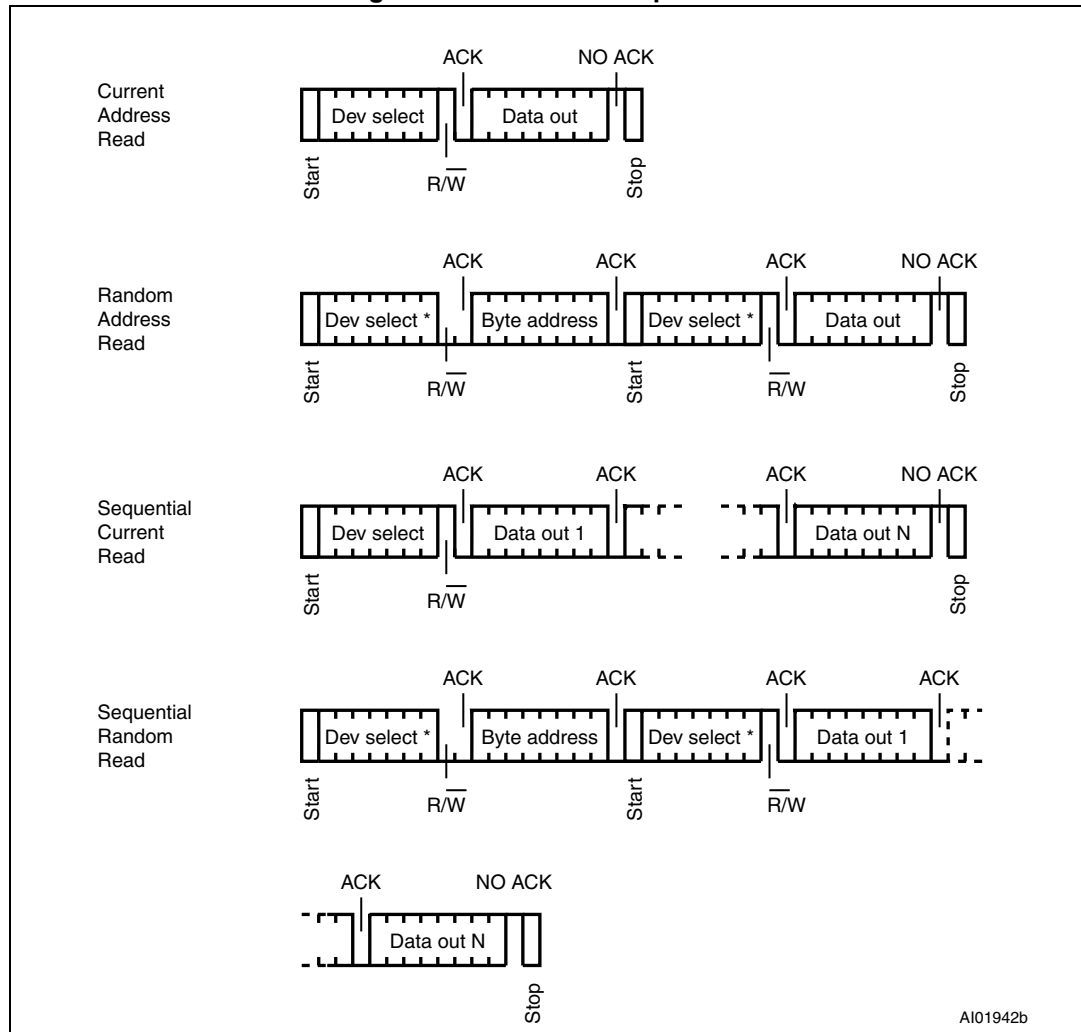 ACK NO ACK
Current
Address
Read
Dev select Data out
Start R/W̅ Stop
ACK ACK ACK NO ACK
Random
Address
Read
Dev select * Byte address Dev select * Data out
Start R/W̅ Start R̅/W Stop
ACK ACK ACK NO ACK
Sequential
Current
Read
Dev select Data out 1 Data out N
Start R/W̅ Stop
ACK ACK ACK ACK
Sequential
Random
Read
Dev select * Byte address Dev select * Data out 1
Start R/W̅ Start R̅/W
ACK NO ACK
Data out N
Stop
AI01942b